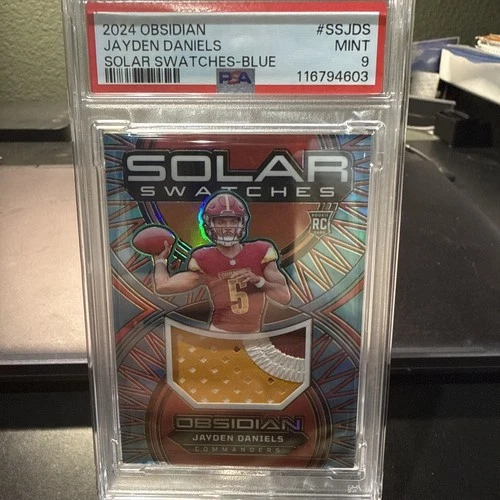 2024 OBSIDIAN #SSJDS
JAYDEN DANIELS MINT
SOLAR SWATCHES-BLUE 9
PSA 116794603
SOLAR
SWATCHES
RC
5
OBSIDIAN
JAYDEN DANIELS
COMMANDERS